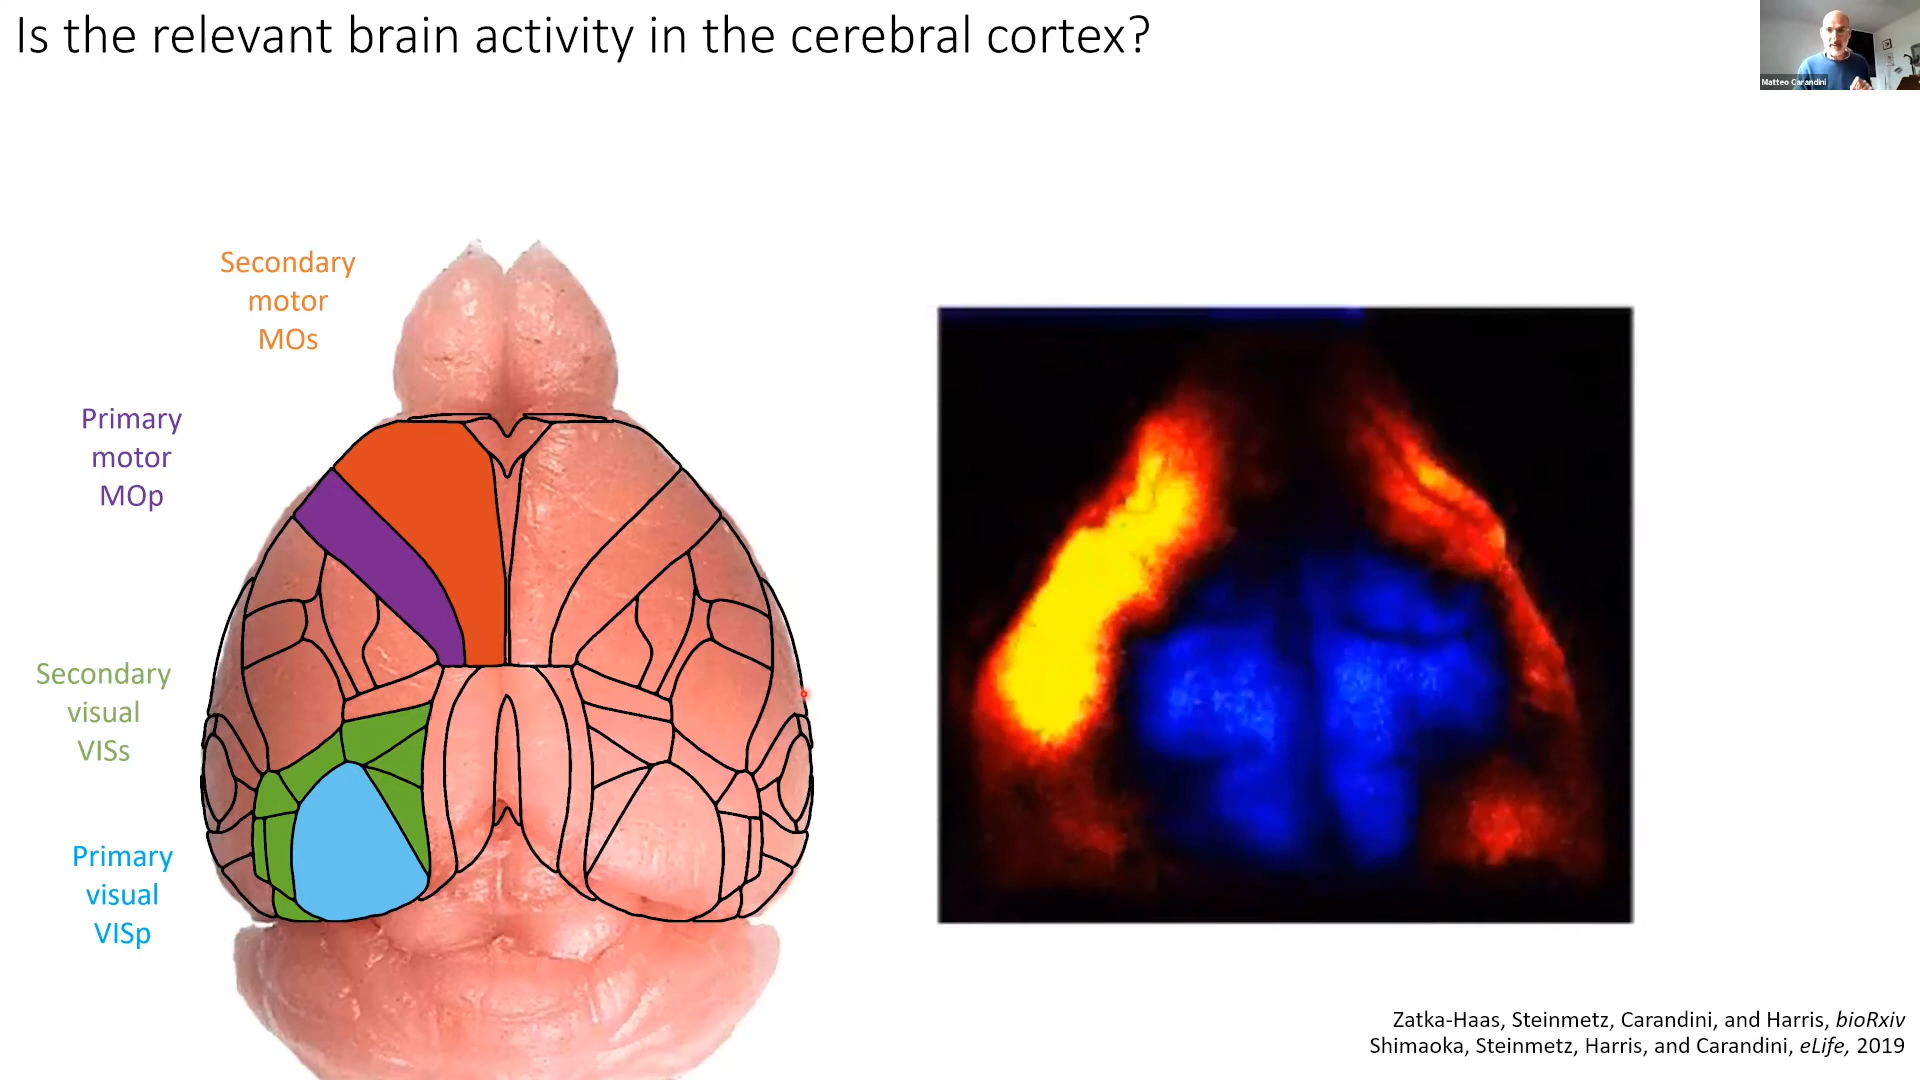 Is the relevant brain activity in the cerebral cortex?
Matteo Carandini
Secondary
motor
MOs
Primary
motor
MOp
Secondary
visual
VISs
Primary
visual
VISp
Zatka-Haas, Steinmetz, Carandini, and Harris, bioRxiv
Shimaoka, Steinmetz, Harris, and Carandini, eLife, 2019